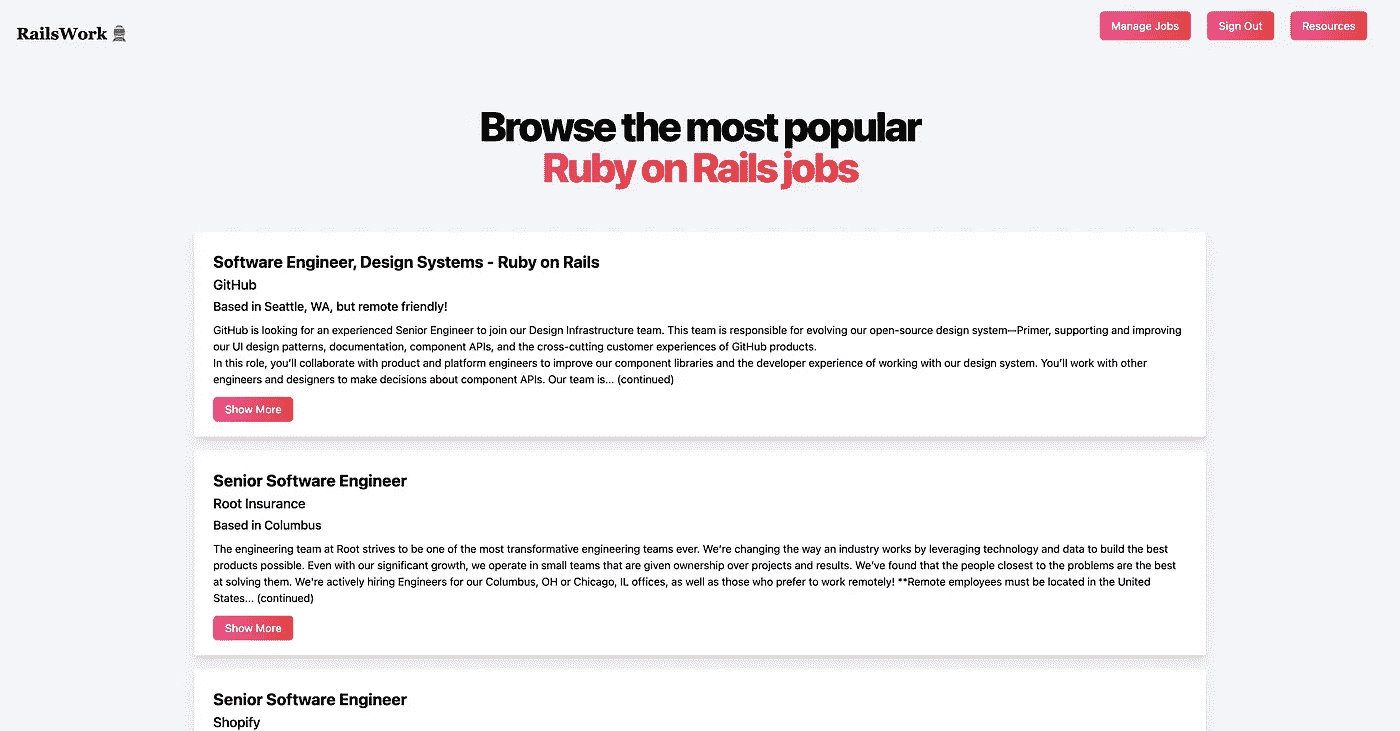 RailsWork
Manage Jobs
Sign Out
Resources
Browse the most popular
Ruby on Rails jobs
Software Engineer, Design Systems - Ruby on Rails
GitHub
Based in Seattle, WA, but remote friendly!
GitHub is looking for an experienced Senior Engineer to join our Design Infrastructure team. This team is responsible for evolving our open-source design system—Primer, supporting and improving
our UI design patterns, documentation, component APIs, and the cross-cutting customer experiences of GitHub products.
In this role, you’ll collaborate with product and platform engineers to improve our component libraries and the developer experience of working with our design system. You’ll work with other
engineers and designers to make decisions about component APIs. Our team is... (continued)
Show More
Senior Software Engineer
Root Insurance
Based in Columbus
The engineering team at Root strives to be one of the most transformative engineering teams ever. We’re changing the way an industry works by leveraging technology and data to build the best
products possible. Even with our significant growth, we operate in small teams that are given ownership over projects and results. We’ve found that the people closest to the problems are the best
at solving them. We're actively hiring Engineers for our Columbus, OH or Chicago, IL offices, as well as those who prefer to work remotely! **Remote employees must be located in the United
States... (continued)
Show More
Senior Software Engineer
Shopify